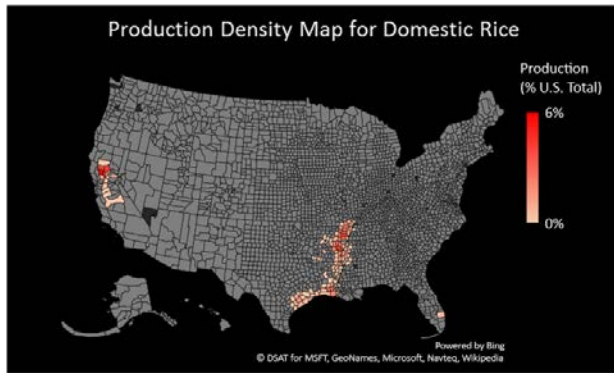 Production Density Map for Domestic Rice
Production
(% U.S. Total)
6%
0%
Powered by Bing
© DSAT for MSFT, GeoNames, Microsoft, Navteq, Wikipedia